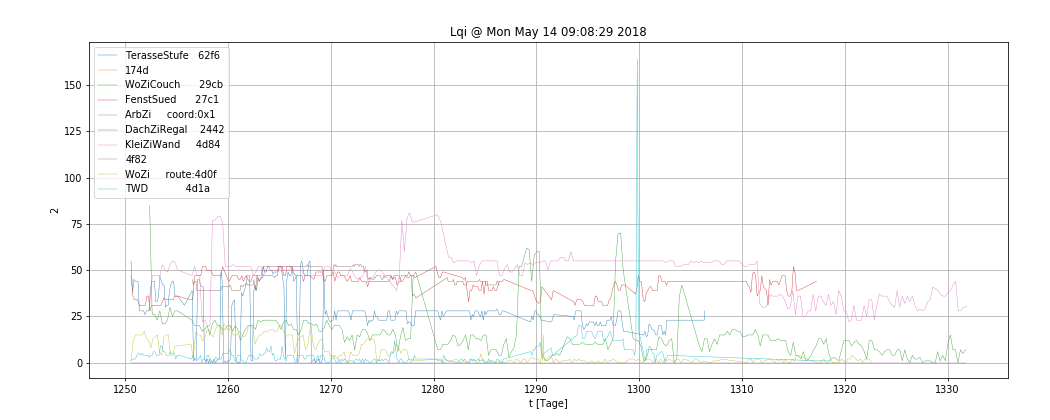 Lqi @ Mon May 14 09:08:29 2018
TerasseStufe 62f6
174d
WoZiCouch 29cb
FenstSued 27c1
ArbZi coord:0x1
DachZiRegal 2442
KleiZiWand 4d84
4f82
WoZi route:4d0f
TWD 4d1a
150
125
100
75
50
25
0
2
1250 1260 1270 1280 1290 1300 1310 1320 1330
t [Tage]